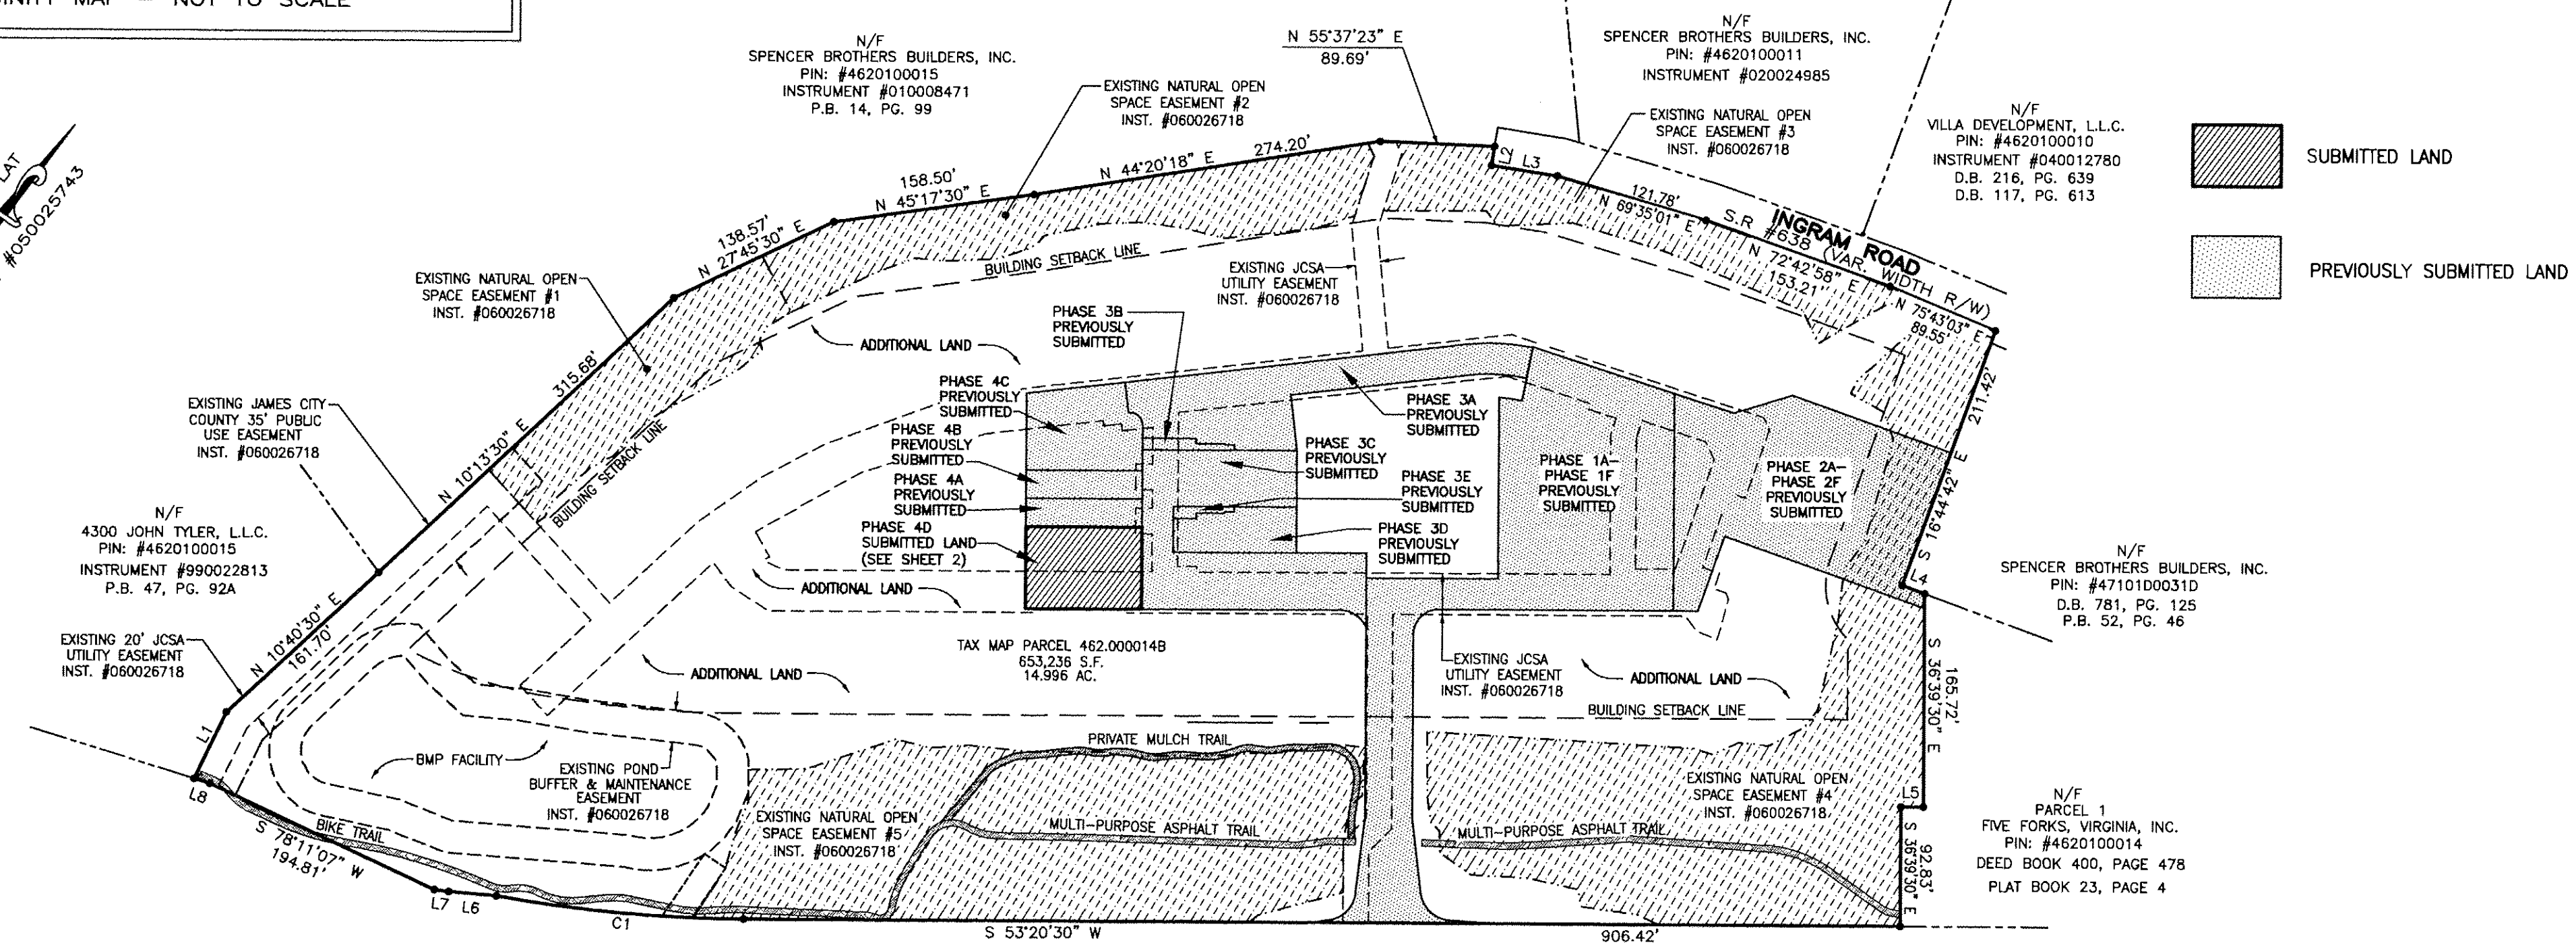 VICINITY MAP - NOT TO SCALE
PLAT
#050025743
N/F
SPENCER BROTHERS BUILDERS, INC.
PIN: #4620100015
INSTRUMENT #010008471
P.B. 14, PG. 99
EXISTING NATURAL OPEN
SPACE EASEMENT #2
INST. #060026718
N 55°37'23" E
89.69'
N/F
SPENCER BROTHERS BUILDERS, INC.
PIN: #4620100011
INSTRUMENT #020024985
EXISTING NATURAL OPEN
SPACE EASEMENT #3
INST. #060026718
N/F
VILLA DEVELOPMENT, L.L.C.
PIN: #4620100010
INSTRUMENT #040012780
D.B. 216, PG. 639
D.B. 117, PG. 613
SUBMITTED LAND
PREVIOUSLY SUBMITTED LAND
EXISTING NATURAL OPEN
SPACE EASEMENT #1
INST. #060026718
138.57'
N 27°45'30" E
158.50'
N 45°17'30" E
274.20'
N 44°20'18" E
L2
L3
121.78'
N 69°35'01" E
INGRAM ROAD
S.R #638 (VAR. WIDTH R/W)
N 72°42'58" E
153.21'
N 75°43'03" E
89.55'
211.42'
S 16°44'42" E
BUILDING SETBACK LINE
EXISTING JCSA
UTILITY EASEMENT
INST. #060026718
PHASE 3B
PREVIOUSLY
SUBMITTED
ADDITIONAL LAND
315.68'
N 10°13'30" E
BUILDING SETBACK LINE
EXISTING JAMES CITY
COUNTY 35' PUBLIC
USE EASEMENT
INST. #060026718
PHASE 4C
PREVIOUSLY
SUBMITTED
PHASE 4B
PREVIOUSLY
SUBMITTED
PHASE 4A
PREVIOUSLY
SUBMITTED
PHASE 4D
SUBMITTED LAND
(SEE SHEET 2)
PHASE 3A
PREVIOUSLY
SUBMITTED
PHASE 3C
PREVIOUSLY
SUBMITTED
PHASE 3E
PREVIOUSLY
SUBMITTED
PHASE 3D
PREVIOUSLY
SUBMITTED
PHASE 1A-
PHASE 1F
PREVIOUSLY
SUBMITTED
PHASE 2A-
PHASE 2F
PREVIOUSLY
SUBMITTED
N/F
4300 JOHN TYLER, L.L.C.
PIN: #4620100015
INSTRUMENT #990022813
P.B. 47, PG. 92A
ADDITIONAL LAND
L4
N/F
SPENCER BROTHERS BUILDERS, INC.
PIN: #47101D0031D
D.B. 781, PG. 125
P.B. 52, PG. 46
EXISTING 20' JCSA
UTILITY EASEMENT
INST. #060026718
N 10°40'30" E
161.70'
TAX MAP PARCEL 462.000014B
653,236 S.F.
14.996 AC.
ADDITIONAL LAND
EXISTING JCSA
UTILITY EASEMENT
INST. #060026718
ADDITIONAL LAND
BUILDING SETBACK LINE
165.72'
S 36°39'30" E
L1
L8
BMP FACILITY
EXISTING POND
BUFFER & MAINTENANCE
EASEMENT
INST. #060026718
PRIVATE MULCH TRAIL
EXISTING NATURAL OPEN
SPACE EASEMENT #4
INST. #060026718
L5
N/F
PARCEL 1
FIVE FORKS, VIRGINIA, INC.
PIN: #4620100014
DEED BOOK 400, PAGE 478
PLAT BOOK 23, PAGE 4
BIKE TRAIL
S 78°11'07" W
194.81'
EXISTING NATURAL OPEN
SPACE EASEMENT #5
INST. #060026718
MULTI-PURPOSE ASPHALT TRAIL
MULTI-PURPOSE ASPHALT TRAIL
92.83'
S 36°39'30" E
L7
L6
C1
S 53°20'30" W
906.42'